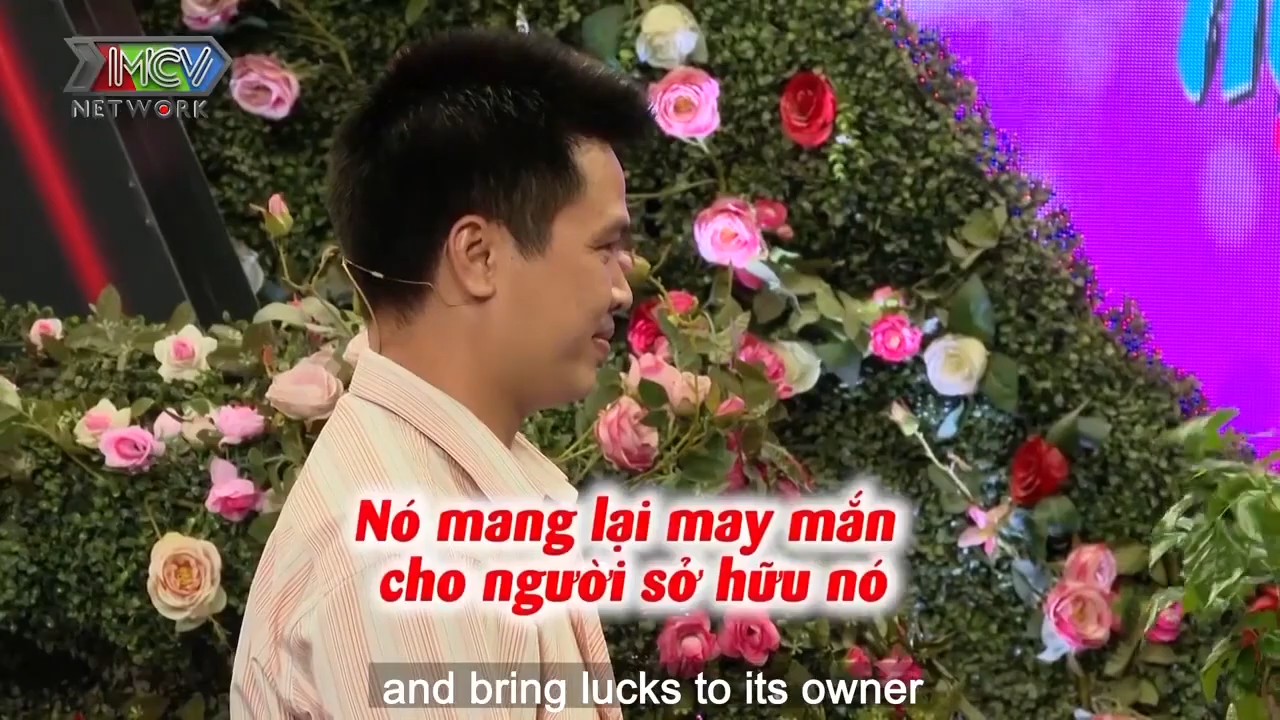 MCV
NETWORK
Nó mang lại may mắn
cho người sở hữu nó
and bring lucks to its owner